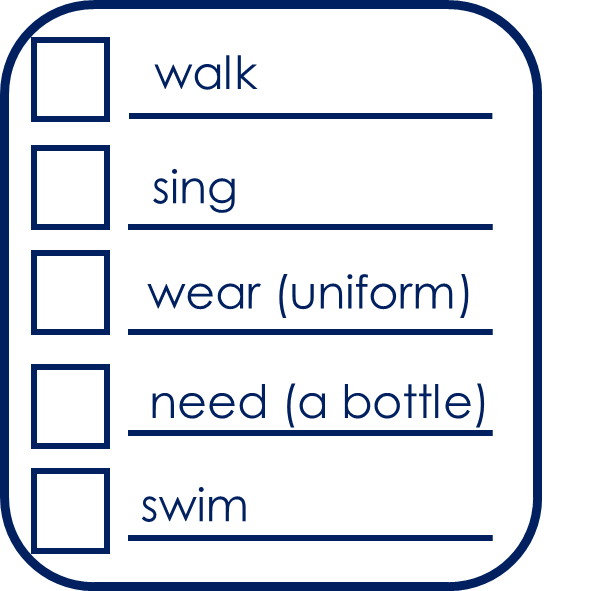 walk
sing
wear (uniform)
need (a bottle)
swim